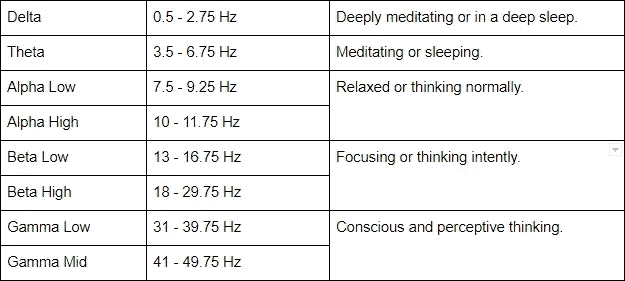 Delta 0.5 - 2.75 Hz Deeply meditating or in a deep sleep.
Theta 3.5 - 6.75 Hz Meditating or sleeping.
Alpha Low 7.5 - 9.25 Hz Relaxed or thinking normally.
Alpha High 10 - 11.75 Hz
Beta Low 13 - 16.75 Hz Focusing or thinking intently.
Beta High 18 - 29.75 Hz
Gamma Low 31 - 39.75 Hz Conscious and perceptive thinking.
Gamma Mid 41 - 49.75 Hz